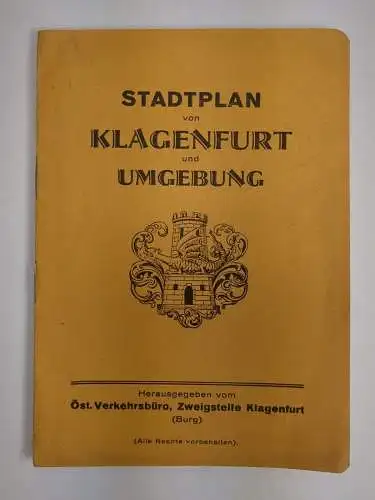 STADTPLAN
von
KLAGENFURT
und
UMGEBUNG
Herausgegeben vom
Öst. Verkehrsbüro, Zweigstelle Klagenfurt
(Burg)
(Alle Rechte vorbehalten).